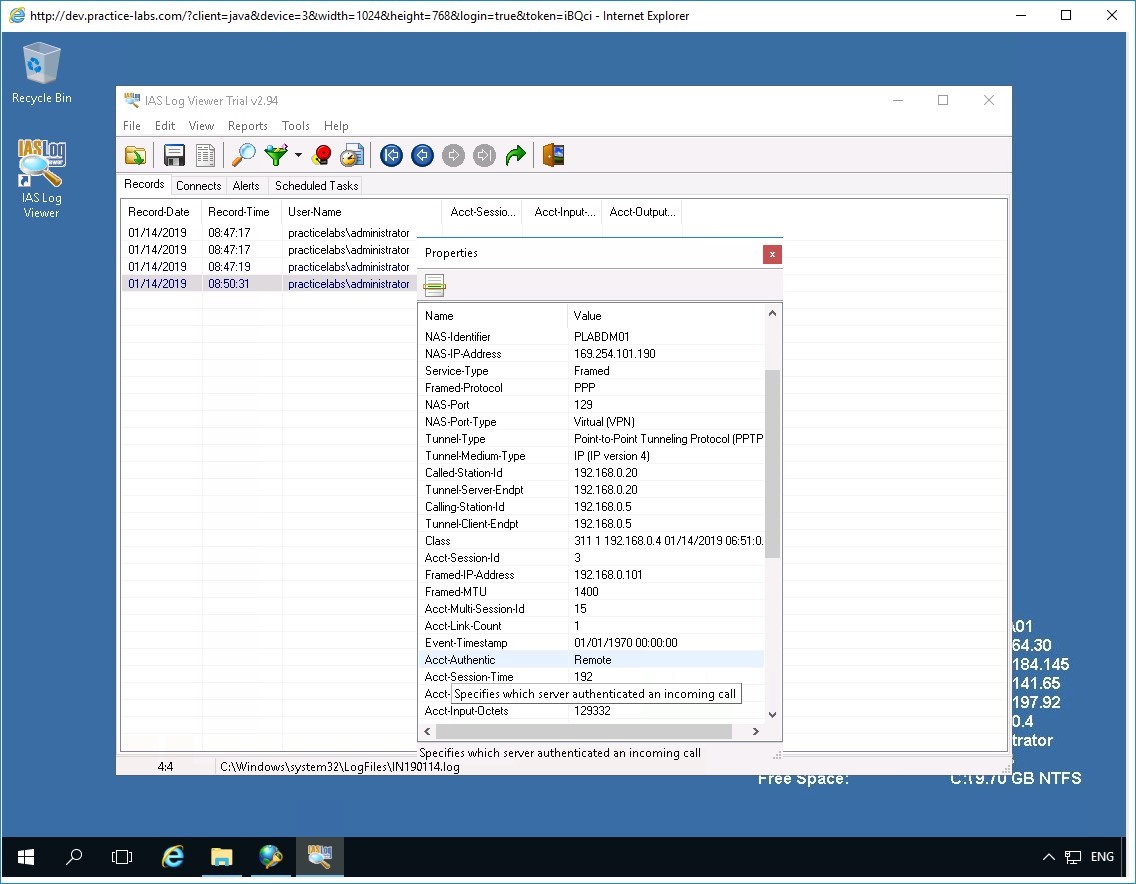 http://dev.practice-labs.com/?client=java&device=3&width=1024&height=768&login=true&token=iBQci - Internet Explorer
Recycle Bin
IAS Log
Viewer
IAS Log Viewer Trial v2.94
File Edit View Reports Tools Help
Records Connects Alerts Scheduled Tasks
Record-Date Record-Time User-Name Acct-Sessio... Acct-Input-... Acct-Output...
01/14/2019 08:47:17 practicelabs\administrator
01/14/2019 08:47:17 practicelabs\administrator
01/14/2019 08:47:19 practicelabs\administrator
01/14/2019 08:50:31 practicelabs\administrator
Properties
x
Name Value
NAS-Identifier PLABDM01
NAS-IP-Address 169.254.101.190
Service-Type Framed
Framed-Protocol PPP
NAS-Port 129
NAS-Port-Type Virtual (VPN)
Tunnel-Type Point-to-Point Tunneling Protocol (PPTP
Tunnel-Medium-Type IP (IP version 4)
Called-Station-Id 192.168.0.20
Tunnel-Server-Endpt 192.168.0.20
Calling-Station-Id 192.168.0.5
Tunnel-Client-Endpt 192.168.0.5
Class 311 1 192.168.0.4 01/14/2019 06:51:0.
Acct-Session-Id 3
Framed-IP-Address 192.168.0.101
Framed-MTU 1400
Acct-Multi-Session-Id 15
Acct-Link-Count 1
Event-Timestamp 01/01/1970 00:00:00
Acct-Authentic Remote
Acct-Session-Time 192
Acct- Specifies which server authenticated an incoming call
Acct-Input-Octets 129332
Specifies which server authenticated an incoming call
4:4 C:\Windows\system32\LogFiles\IN190114.log
01
64.30
184.145
141.65
197.92
0.4
trator
Free Space: C:\ 9.70 GB NTFS
ENG